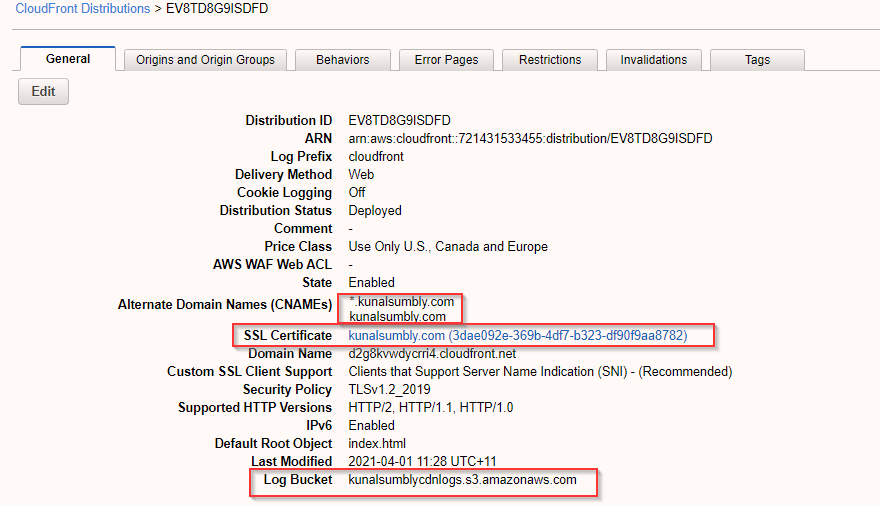 CloudFront Distributions > EV8TD8G9ISDFD
General Origins and Origin Groups Behaviors Error Pages Restrictions Invalidations Tags
Edit
Distribution ID EV8TD8G9ISDFD
ARN arn:aws:cloudfront::721431533455:distribution/EV8TD8G9ISDFD
Log Prefix cloudfront
Delivery Method Web
Cookie Logging Off
Distribution Status Deployed
Comment -
Price Class Use Only U.S., Canada and Europe
AWS WAF Web ACL -
State Enabled
Alternate Domain Names (CNAMEs) *.kunalsumbly.com
kunalsumbly.com
SSL Certificate kunalsumbly.com (3dae092e-369b-4df7-b323-df90f9aa8782)
Domain Name d2g8kvwdycrri4.cloudfront.net
Custom SSL Client Support Clients that Support Server Name Indication (SNI) - (Recommended)
Security Policy TLSv1.2_2019
Supported HTTP Versions HTTP/2, HTTP/1.1, HTTP/1.0
IPv6 Enabled
Default Root Object index.html
Last Modified 2021-04-01 11:28 UTC+11
Log Bucket kunalsumblycdnlogs.s3.amazonaws.com